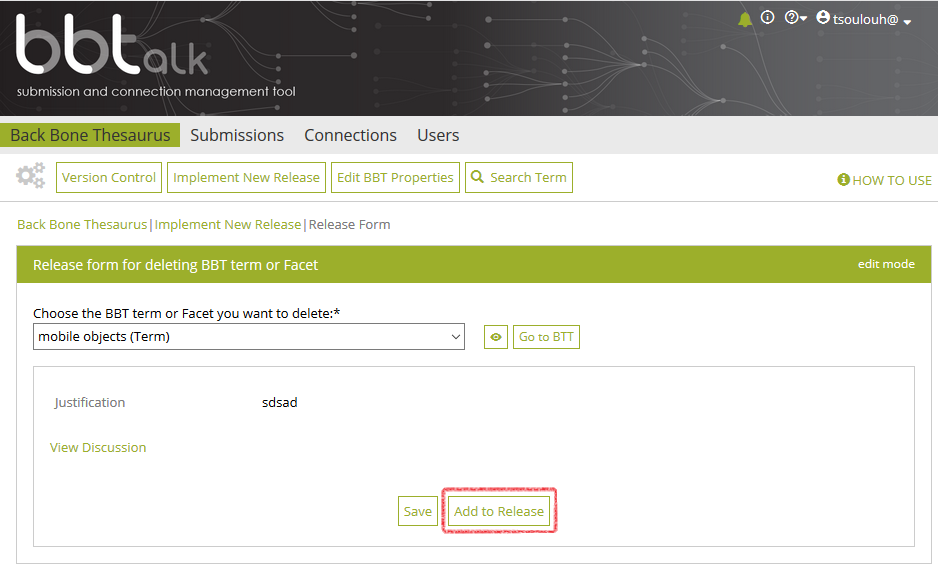 bbtalk
tsoulouh@
submission and connection management tool
Back Bone Thesaurus Submissions Connections Users
Version Control Implement New Release Edit BBT Properties Search Term
HOW TO USE
Back Bone Thesaurus|Implement New Release|Release Form
Release form for deleting BBT term or Facet edit mode
Choose the BBT term or Facet you want to delete:*
mobile objects (Term) Go to BTT
Justification sdsad
View Discussion
Save Add to Release